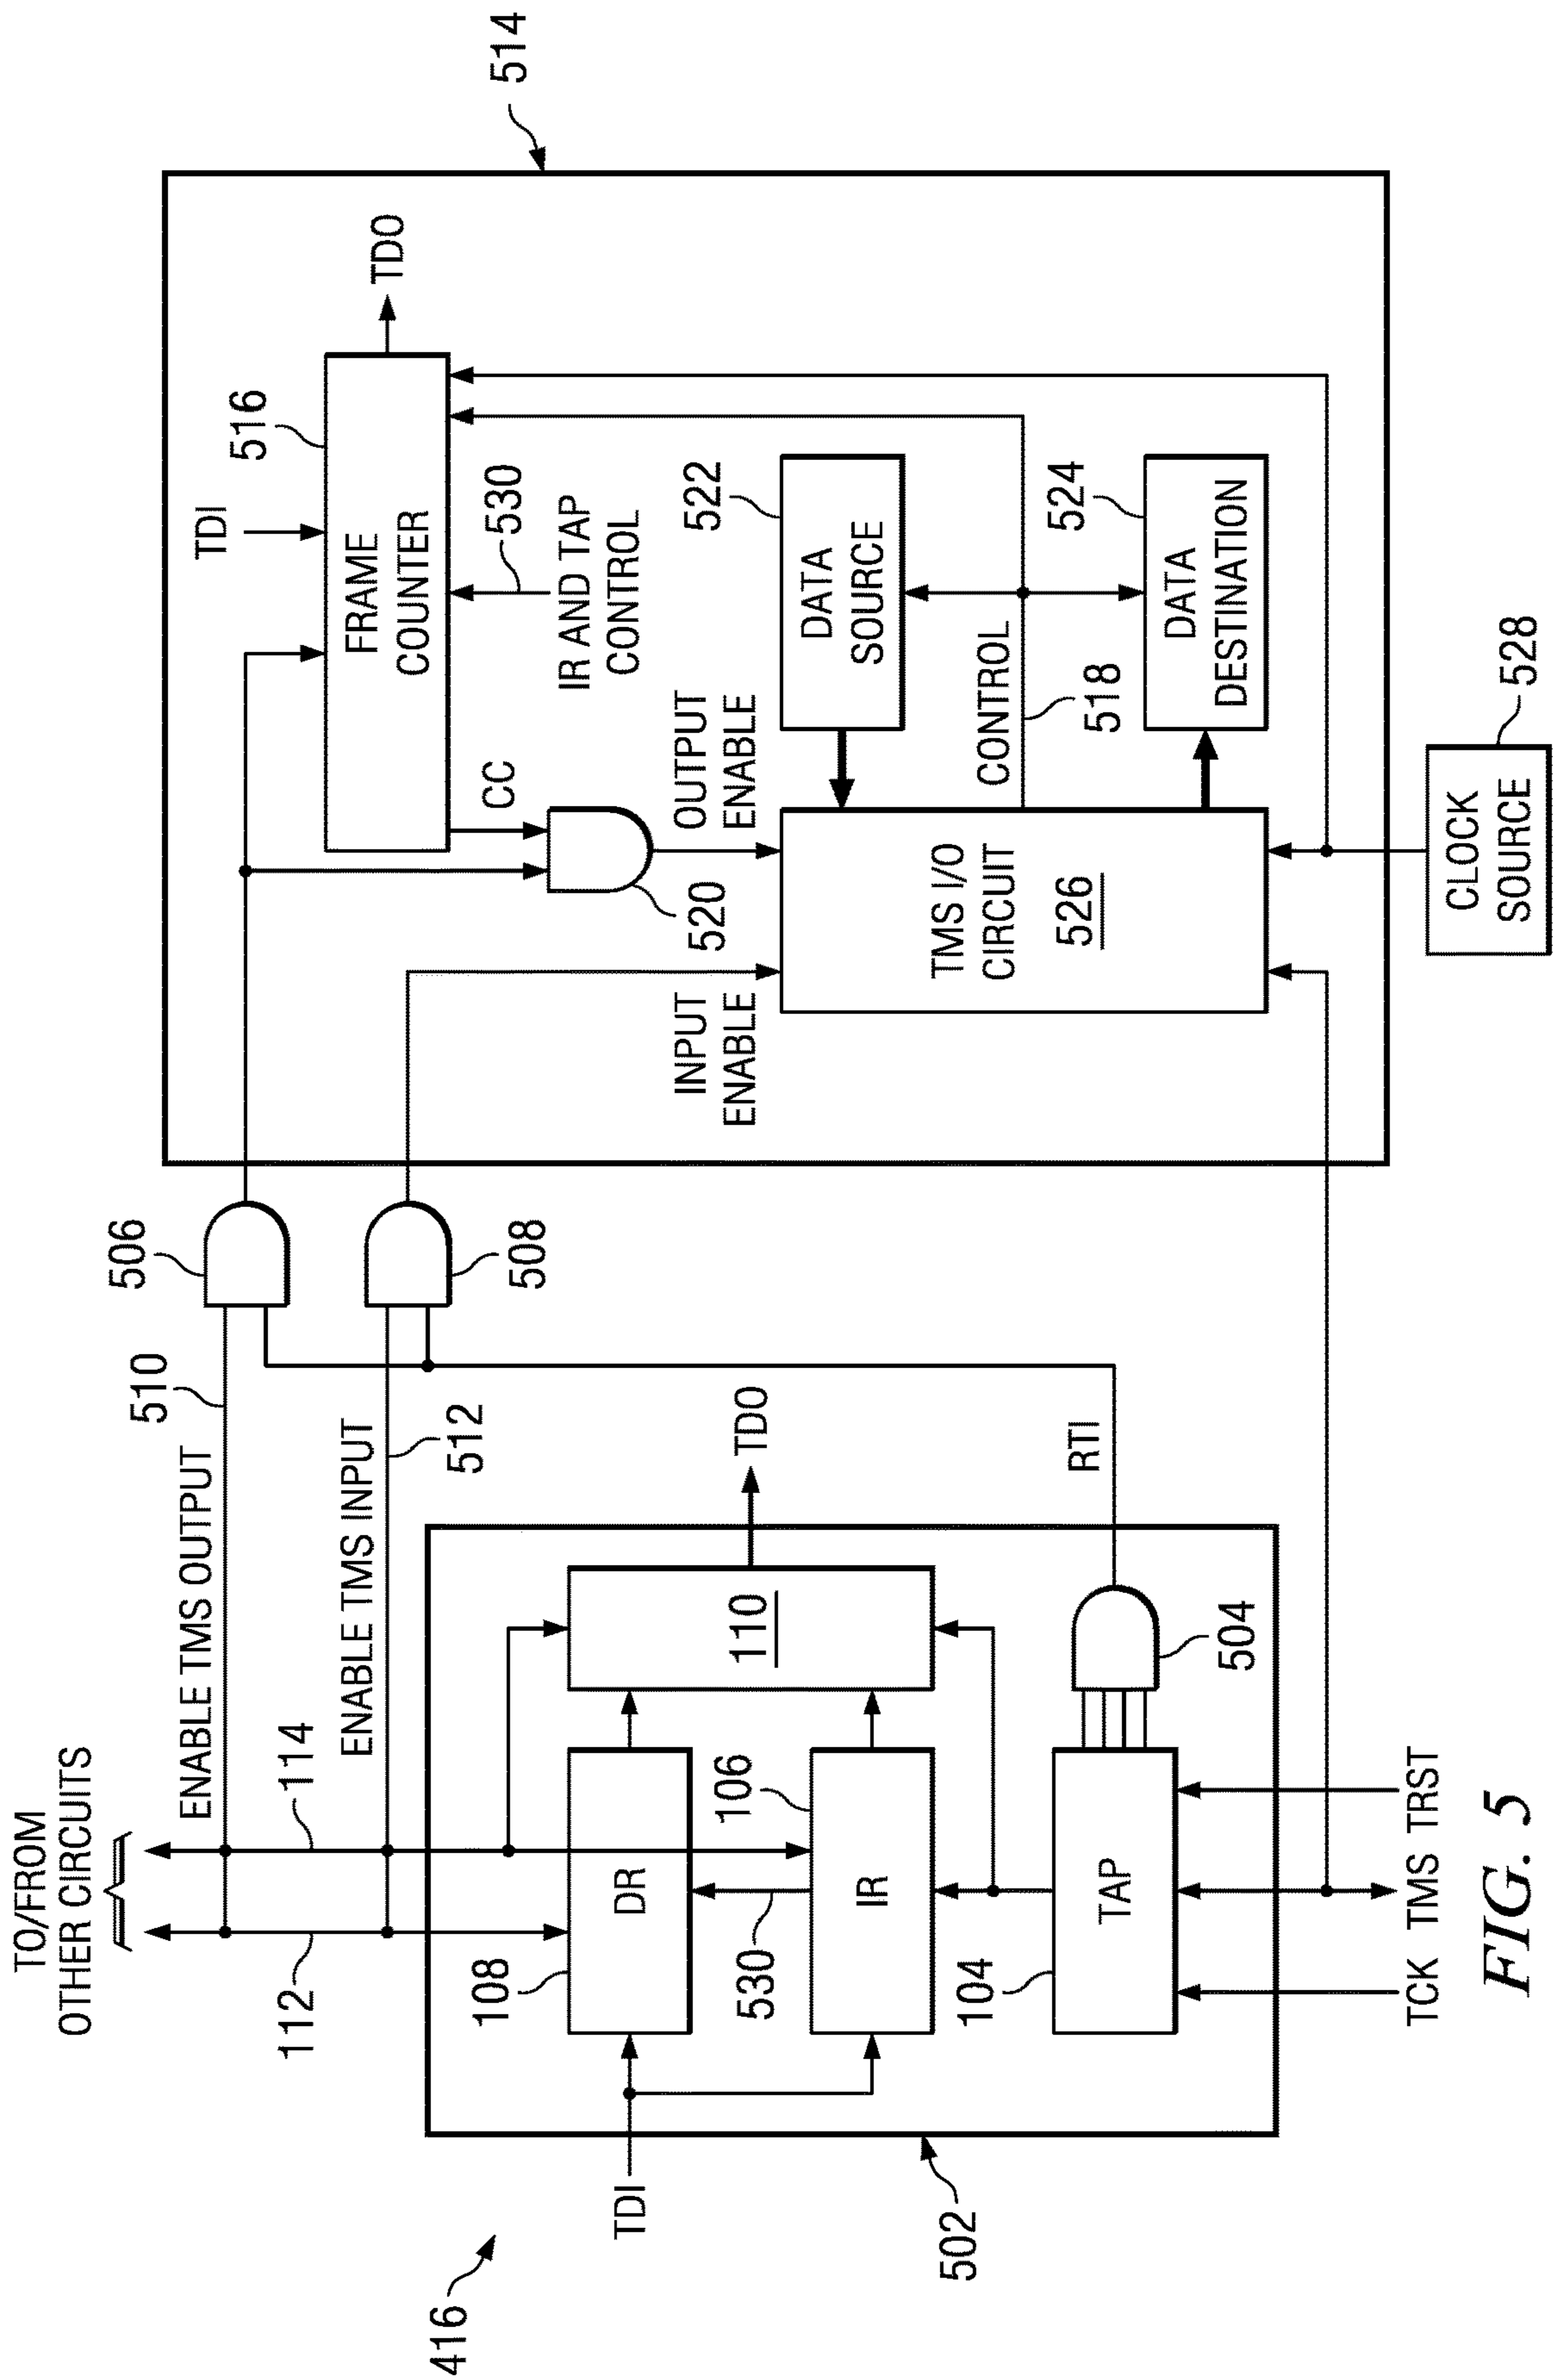 TO/FROM
OTHER CIRCUITS
416
112
114
ENABLE TMS OUTPUT
510
506
ENABLE TMS INPUT
512
508
514
TDI
TDO
516
FRAME
COUNTER
530
IR AND TAP
CONTROL
CC
520
OUTPUT
ENABLE
INPUT
ENABLE
522
DATA
SOURCE
CONTROL
518
524
DATA
DESTINATION
TMS I/O
CIRCUIT
526
528
CLOCK
SOURCE
TDI
108
DR
530
106
IR
110
TDO
104
TAP
504
RTI
502
TCK
TMS
TRST
FIG. 5